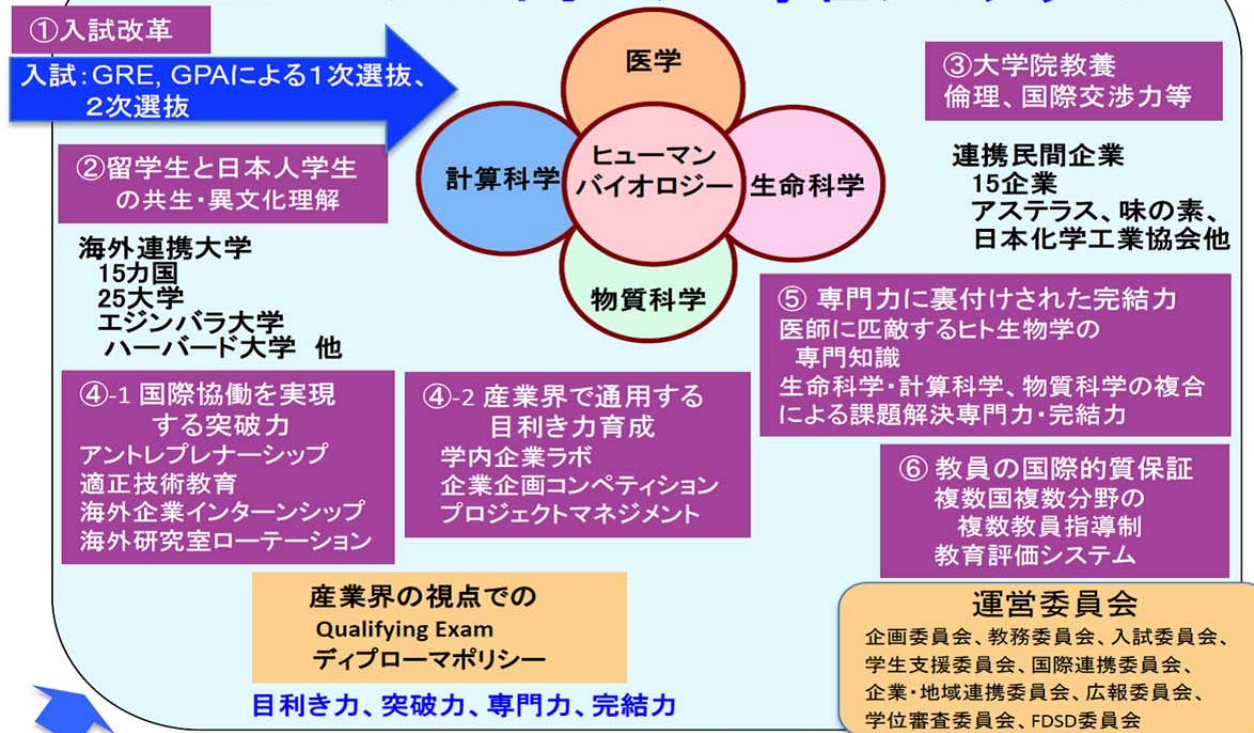 ①入試改革
入試：GRE, GPAによる１次選抜、
２次選抜
②留学生と日本人学生
の共生・異文化理解
海外連携大学
15カ国
25大学
エジンバラ大学
ハーバード大学 他
医学
計算科学
ヒューマン
バイオロジー
生命科学
物質科学
③大学院教養
倫理、国際交渉力等
連携民間企業
15企業
アステラス、味の素、
日本化学工業協会他
④-1 国際協働を実現
する突破力
アントレプレナーシップ
適正技術教育
海外企業インターンシップ
海外研究室ローテーション
④-2 産業界で通用する
目利き力育成
学内企業ラボ
企業企画コンペティション
プロジェクトマネジメント
⑤ 専門力に裏付けされた完結力
医師に匹敵するヒト生物学の
専門知識
生命科学・計算科学、物質科学の複合
による課題解決専門力・完結力
⑥ 教員の国際的質保証
複数国複数分野の
複数教員指導制
教育評価システム
産業界の視点での
Qualifying Exam
ディプローマポリシー
目利き力、突破力、専門力、完結力
運営委員会
企画委員会、教務委員会、入試委員会、
学生支援委員会、国際連携委員会、
企業・地域連携委員会、広報委員会、
学位審査委員会、FDSD委員会